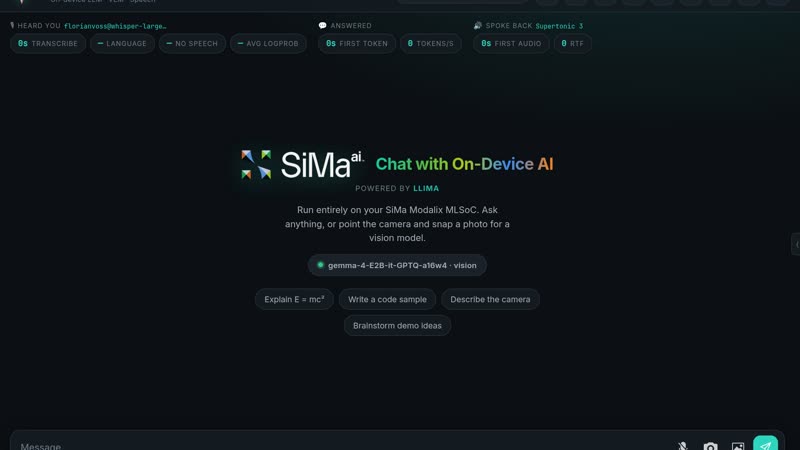 HEARD YOU florianvoss@whisper-large…
0s TRANSCRIBE
— LANGUAGE
— NO SPEECH
— AVG LOGPROB
ANSWERED
0s FIRST TOKEN
0 TOKENS/S
SPOKE BACK Supertonic 3
0s FIRST AUDIO
0 RTF
SiMa ai™
Chat with On-Device AI
POWERED BY LLIMA
Run entirely on your SiMa Modalix MLSoC. Ask
anything, or point the camera and snap a photo for a
vision model.
gemma-4-E2B-it-GPTQ-a16w4 · vision
Explain E = mc²
Write a code sample
Describe the camera
Brainstorm demo ideas
Message